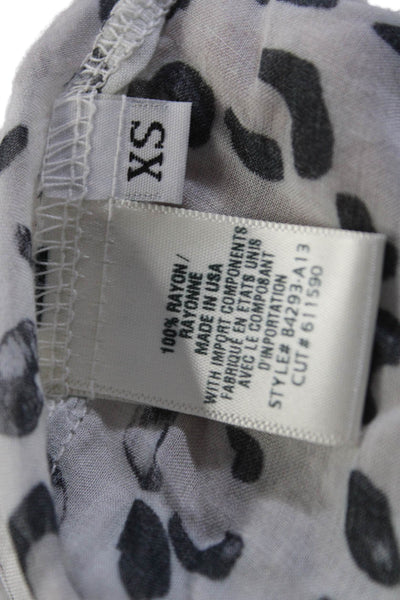 XS
100% RAYON/
RAYONNE
MADE IN USA
WITH IMPORT COMPONENTS
FABRIQUÉ EN ETATS UNIS
AVEC LE COMPOSANT
D'IMPORTATION
STYLE# B4293-A13
CUT# 611590